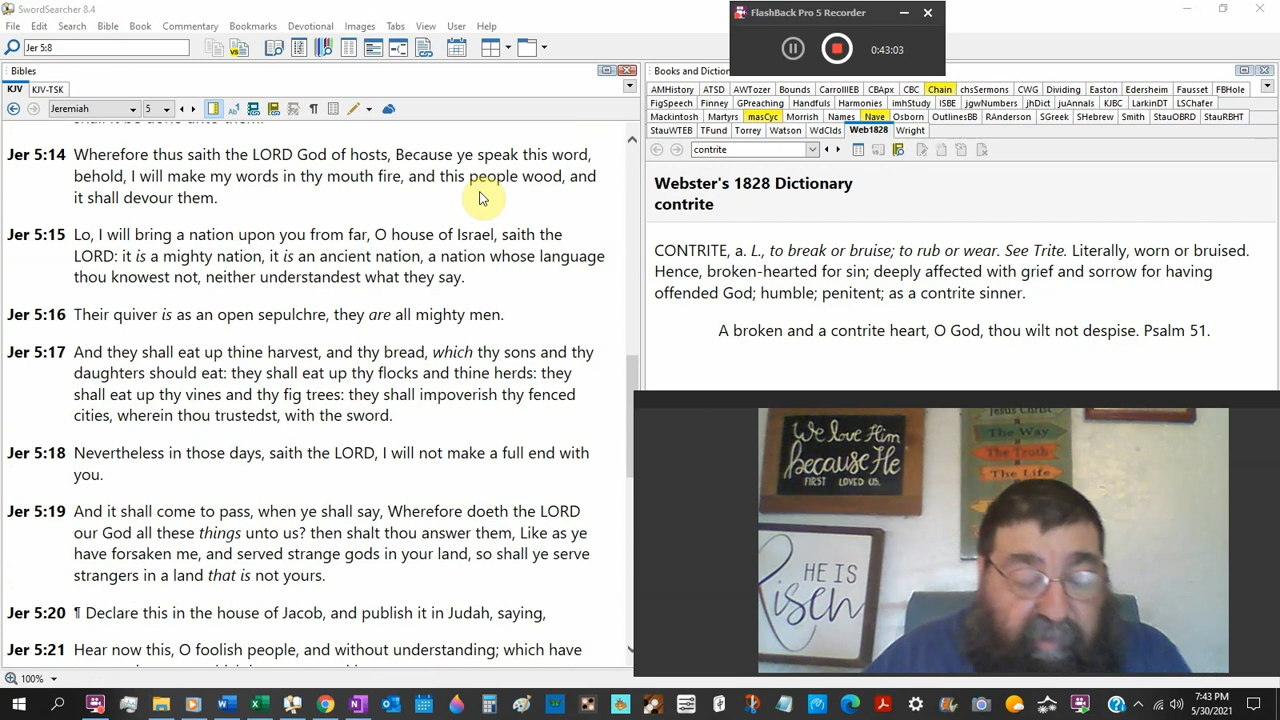 SwordSearcher 8.4
File Edit Search Bible Book Commentary Bookmarks Devotional Images Tabs View User Help
Jer 5:8
Bibles
KJV KJV-TSK
Jeremiah 5
shall it be done unto them.
Jer 5:14 Wherefore thus saith the LORD God of hosts, Because ye speak this word,
behold, I will make my words in thy mouth fire, and this people wood, and
it shall devour them.
Jer 5:15 Lo, I will bring a nation upon you from far, O house of Israel, saith the
LORD: it is a mighty nation, it is an ancient nation, a nation whose language
thou knowest not, neither understandest what they say.
Jer 5:16 Their quiver is as an open sepulchre, they are all mighty men.
Jer 5:17 And they shall eat up thine harvest, and thy bread, which thy sons and thy
daughters should eat: they shall eat up thy flocks and thine herds: they
shall eat up thy vines and thy fig trees: they shall impoverish thy fenced
cities, wherein thou trustedst, with the sword.
Jer 5:18 Nevertheless in those days, saith the LORD, I will not make a full end with
you.
Jer 5:19 And it shall come to pass, when ye shall say, Wherefore doeth the LORD
our God all these things unto us? then shalt thou answer them, Like as ye
have forsaken me, and served strange gods in your land, so shall ye serve
strangers in a land that is not yours.
Jer 5:20 ¶ Declare this in the house of Jacob, and publish it in Judah, saying,
Jer 5:21 Hear now this, O foolish people, and without understanding; which have
100%
FlashBack Pro 5 Recorder
0:43:03
Books and Dicti
AMHistory ATSD AWTozer Bounds CarrollIEB CBApx CBC Chain chsSermons CWG Dividing Easton Edersheim Fausset FBHole
FigSpeech Finney GPreaching Handfuls Harmonies imhStudy ISBE jgwNumbers jhDict juAnnals KJBC LarkinDT LSChafer
Mackintosh Martyrs masCyc Morrish Names Nave Osborn OutlinesBB RAnderson SGreek SHebrew Smith StauOBRD StauRBHT
StauWTEB TFund Torrey Watson WdClds Web1828 Wright
contrite
Webster's 1828 Dictionary
contrite
CONTRITE, a. L., to break or bruise; to rub or wear. See Trite. Literally, worn or bruised.
Hence, broken-hearted for sin; deeply affected with grief and sorrow for having
offended God; humble; penitent; as a contrite sinner.
A broken and a contrite heart, O God, thou wilt not despise. Psalm 51.
We love Him
because He
FIRST LOVED US.
Jesus Christ
The Way
The Truth
The Life
HE IS
Risen
7:43 PM
5/30/2021